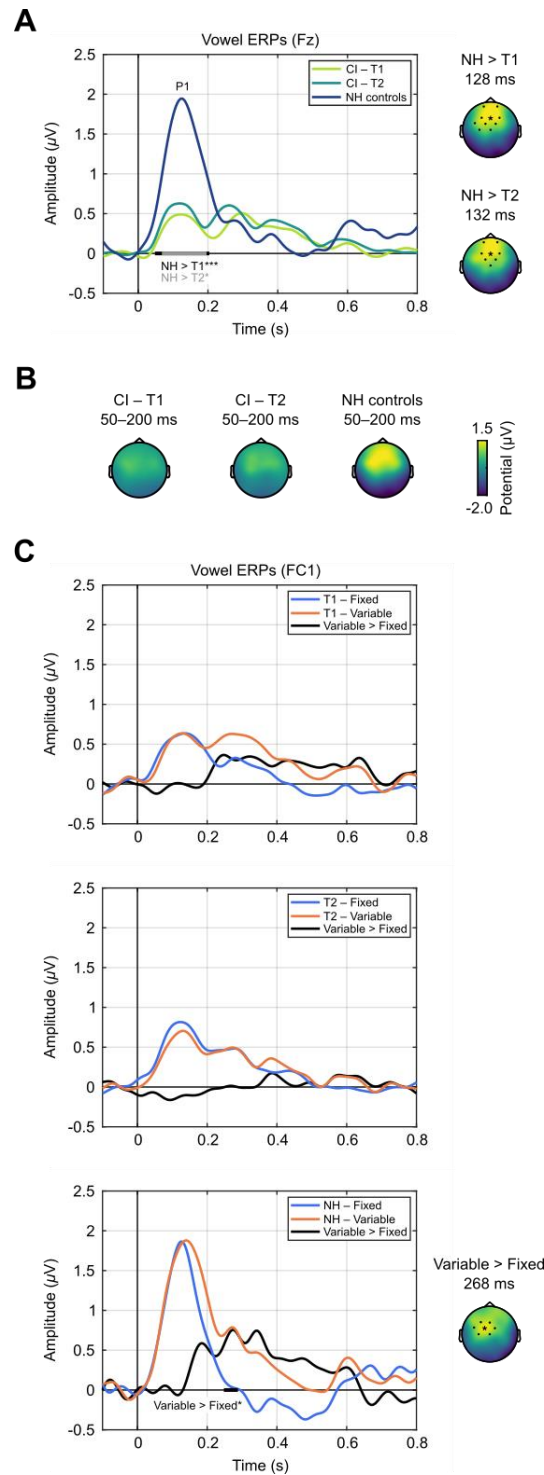 A
Vowel ERPs (Fz)
P1
CI – T1
CI – T2
NH controls
Amplitude (µV)
2.5
2
1.5
1
0.5
0
-0.5
NH > T1***
NH > T2*
0
0.2
0.4
0.6
0.8
Time (s)
NH > T1
128 ms
NH > T2
132 ms
B
CI – T1
50–200 ms
CI – T2
50–200 ms
NH controls
50–200 ms
1.5
-2.0
Potential (µV)
C
Vowel ERPs (FC1)
T1 – Fixed
T1 – Variable
Variable > Fixed
Amplitude (µV)
2.5
2
1.5
1
0.5
0
-0.5
0
0.2
0.4
0.6
0.8
T2 – Fixed
T2 – Variable
Variable > Fixed
Amplitude (µV)
2.5
2
1.5
1
0.5
0
-0.5
0
0.2
0.4
0.6
0.8
NH – Fixed
NH – Variable
Variable > Fixed
Amplitude (µV)
2.5
2
1.5
1
0.5
0
-0.5
Variable > Fixed*
0
0.2
0.4
0.6
0.8
Time (s)
Variable > Fixed
268 ms